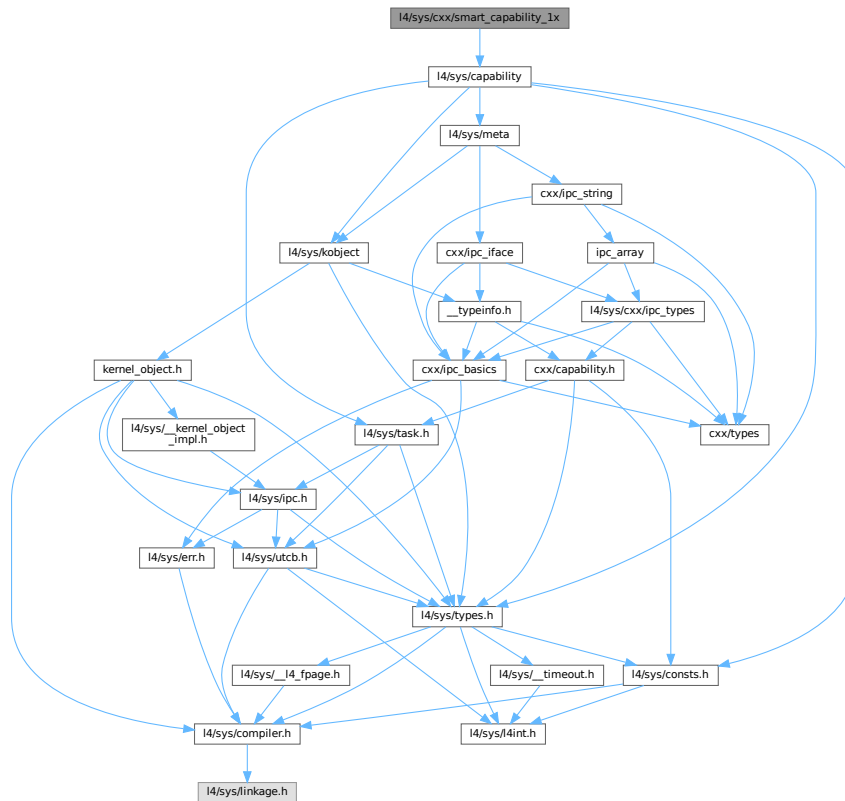 l4/sys/cxx/smart_capability_1x
l4/sys/capability
l4/sys/meta
cxx/ipc_string
l4/sys/kobject
cxx/ipc_iface
ipc_array
__typeinfo.h
l4/sys/cxx/ipc_types
kernel_object.h
cxx/ipc_basics
cxx/capability.h
l4/sys/__kernel_object
_impl.h
l4/sys/task.h
cxx/types
l4/sys/ipc.h
l4/sys/err.h
l4/sys/utcb.h
l4/sys/types.h
l4/sys/__l4_fpage.h
l4/sys/__timeout.h
l4/sys/consts.h
l4/sys/compiler.h
l4/sys/l4int.h
l4/sys/linkage.h